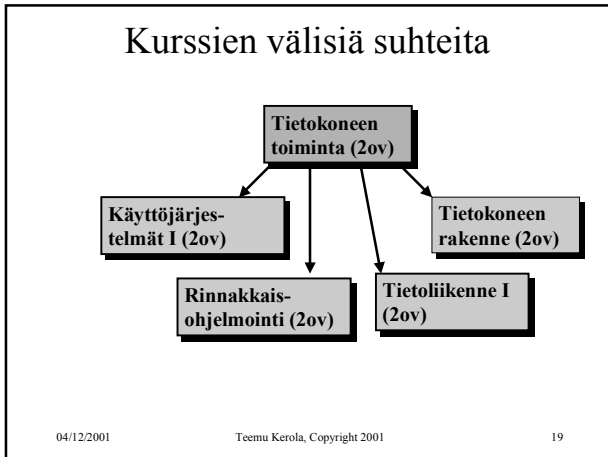 Kurssien välisiä suhteita
Tietokoneen
toiminta (2ov)
Käyttöjärjes-
telmät I (2ov)
Tietokoneen
rakenne (2ov)
Rinnakkais-
ohjelmointi (2ov)
Tietoliikenne I
(2ov)
04/12/2001 Teemu Kerola, Copyright 2001 19